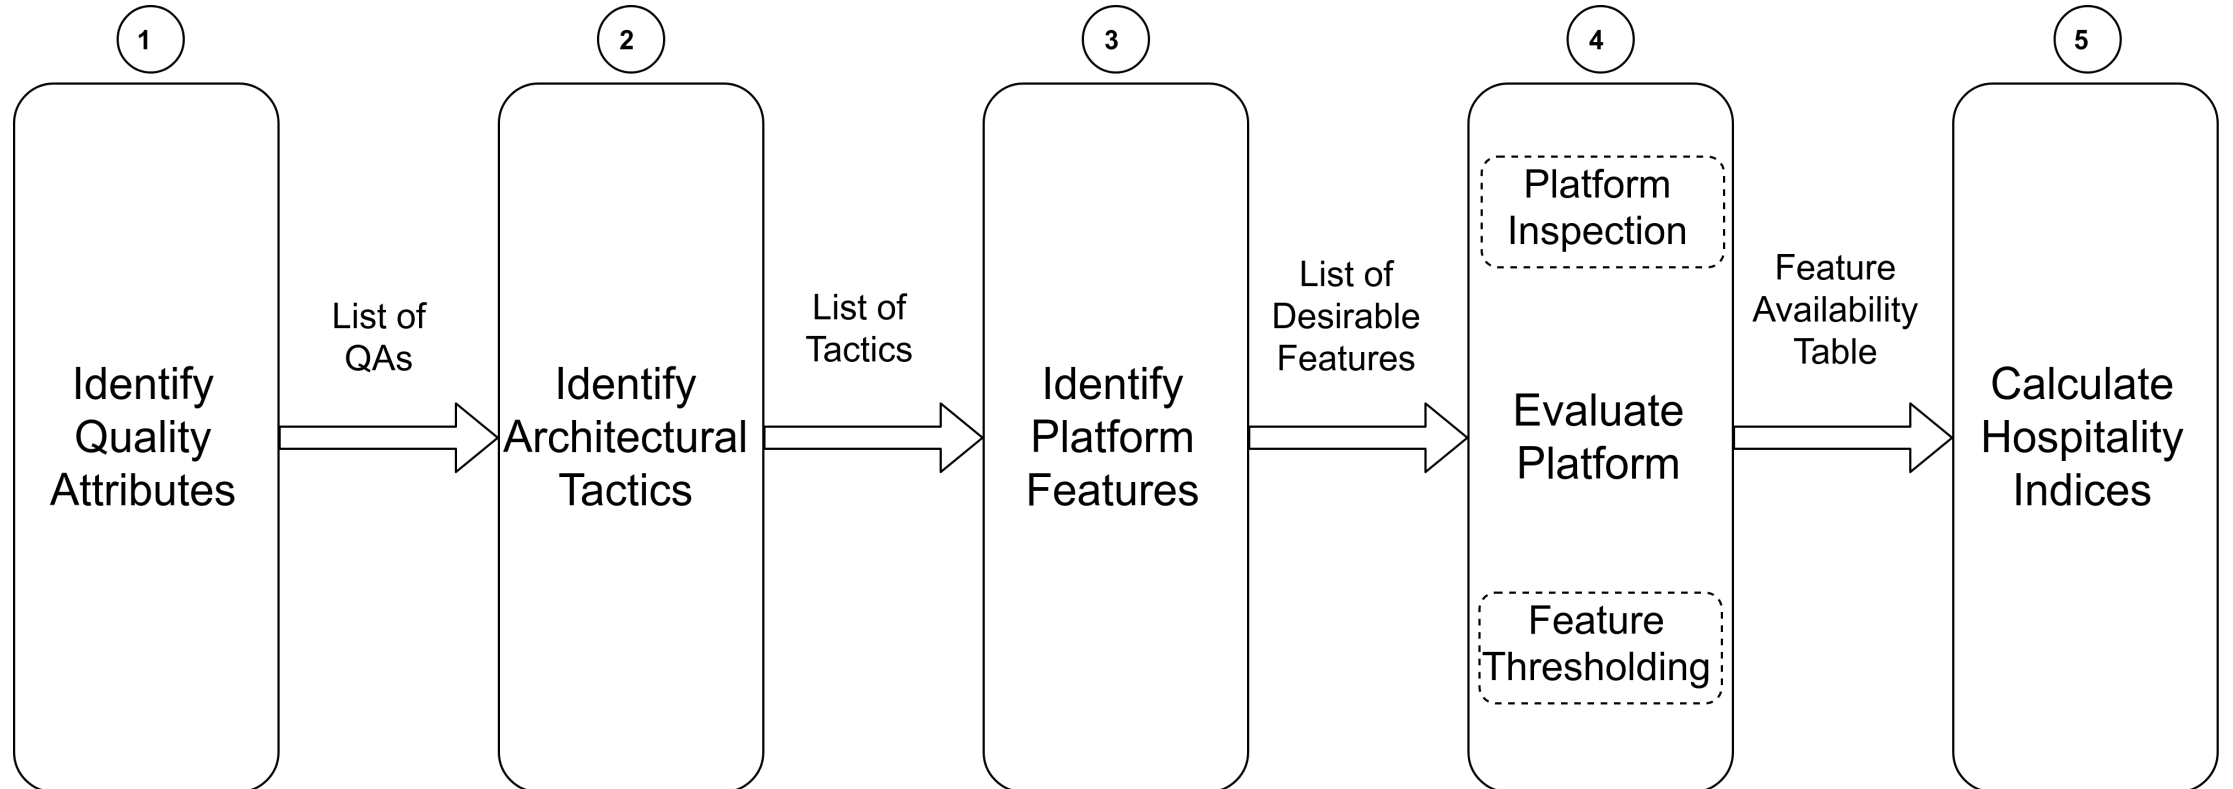 1
2
3
4
5
Identify
Quality
Attributes
List of
QAs
Identify
Architectural
Tactics
List of
Tactics
Identify
Platform
Features
List of
Desirable
Features
Platform
Inspection
Evaluate
Platform
Feature
Thresholding
Feature
Availability
Table
Calculate
Hospitality
Indices